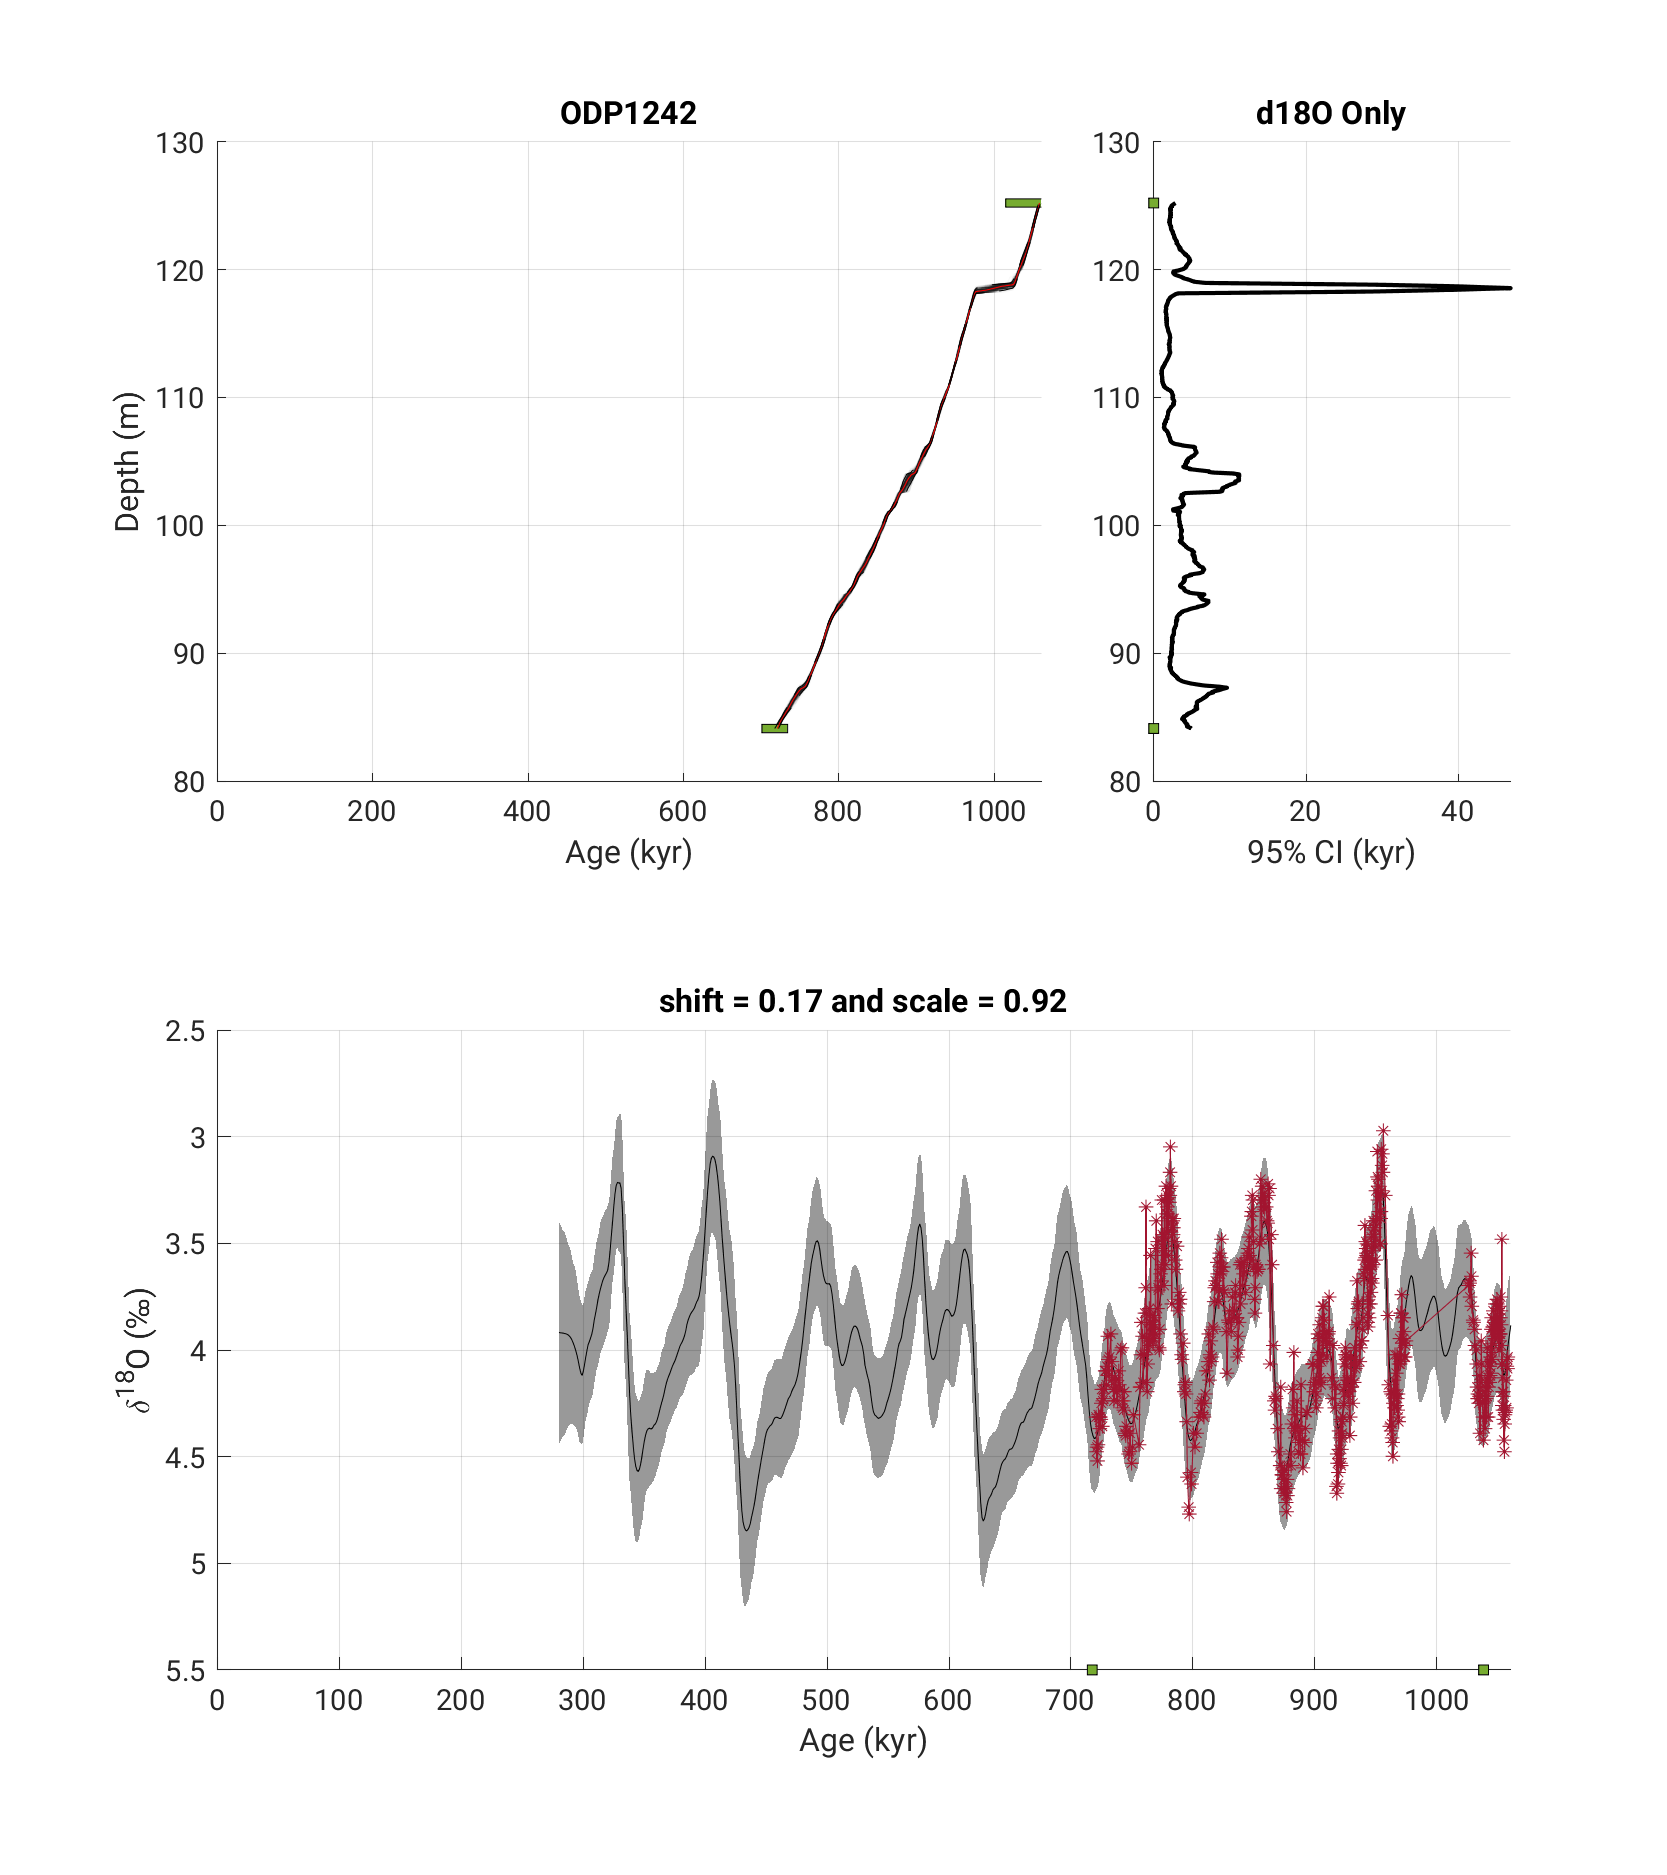 ODP1242
d18O Only
130
120
110
100
90
80
Depth (m)
0 200 400 600 800 1000
Age (kyr)
130
120
110
100
90
80
0 20 40
95% CI (kyr)
shift = 0.17 and scale = 0.92
2.5
3
3.5
4
4.5
5
5.5
δ18O (‰)
0 100 200 300 400 500 600 700 800 900 1000
Age (kyr)